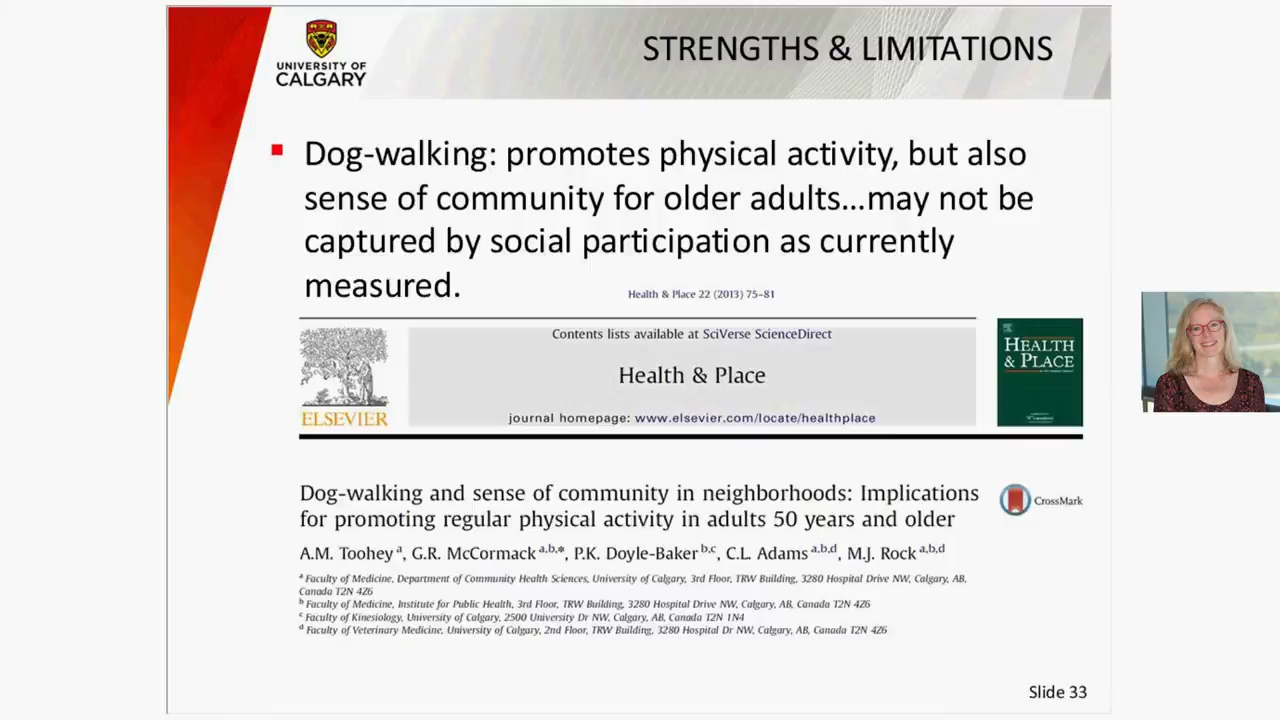 UNIVERSITY OF
CALGARY
STRENGTHS & LIMITATIONS
Dog-walking: promotes physical activity, but also
sense of community for older adults...may not be
captured by social participation as currently
measured.
Health & Place 22 (2013) 75–81
Contents lists available at SciVerse ScienceDirect
Health & Place
journal homepage: www.elsevier.com/locate/healthplace
ELSEVIER
HEALTH
& PLACE
Dog-walking and sense of community in neighborhoods: Implications
for promoting regular physical activity in adults 50 years and older
CrossMark
A.M. Toohey a, G.R. McCormack a,b,*, P.K. Doyle-Baker b,c, C.L. Adams a,b,d, M.J. Rock a,b,d
a Faculty of Medicine, Department of Community Health Sciences, University of Calgary, 3rd Floor, TRW Building, 3280 Hospital Drive NW, Calgary, AB,
Canada T2N 4Z6
b Faculty of Medicine, Institute for Public Health, 3rd Floor, TRW Building, 3280 Hospital Drive NW, Calgary, AB, Canada T2N 4Z6
c Faculty of Kinesiology, University of Calgary, 2500 University Dr NW, Calgary, AB, Canada T2N 1N4
d Faculty of Veterinary Medicine, University of Calgary, 2nd Floor, TRW Building, 3280 Hospital Dr NW, Calgary, AB, Canada T2N 4Z6
Slide 33